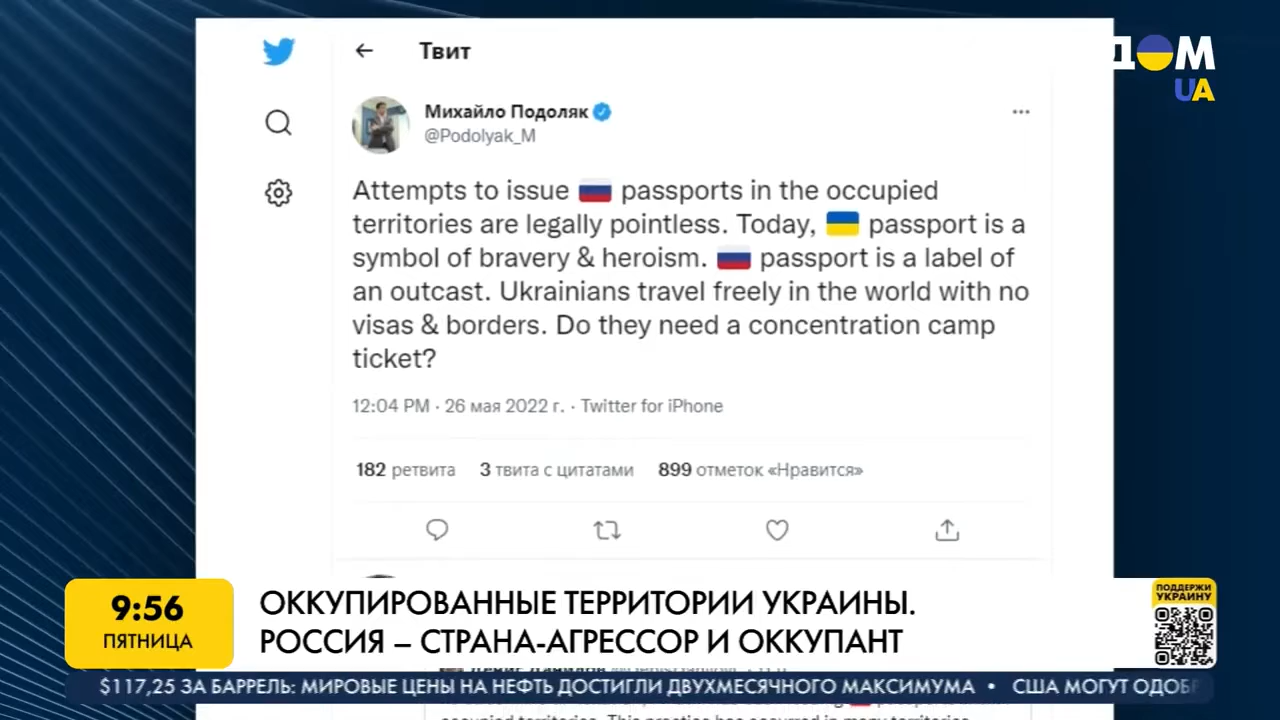 Твит
ДОМ
UA
Михайло Подоляк
@Podolyak_M
Attempts to issue 🇷🇺 passports in the occupied
territories are legally pointless. Today, 🇺🇦 passport is a
symbol of bravery & heroism. 🇷🇺 passport is a label of
an outcast. Ukrainians travel freely in the world with no
visas & borders. Do they need a concentration camp
ticket?
12:04 PM · 26 мая 2022 г. · Twitter for iPhone
182 ретвита 3 твита с цитатами 899 отметок «Нравится»
9:56
ПЯТНИЦА
ОККУПИРОВАННЫЕ ТЕРРИТОРИИ УКРАИНЫ.
РОССИЯ – СТРАНА-АГРЕССОР И ОККУПАНТ
ПОДДЕРЖИ
УКРАИНУ
$117,25 ЗА БАРРЕЛЬ: МИРОВЫЕ ЦЕНЫ НА НЕФТЬ ДОСТИГЛИ ДВУХМЕСЯЧНОГО МАКСИМУМА • США МОГУТ ОДОБР